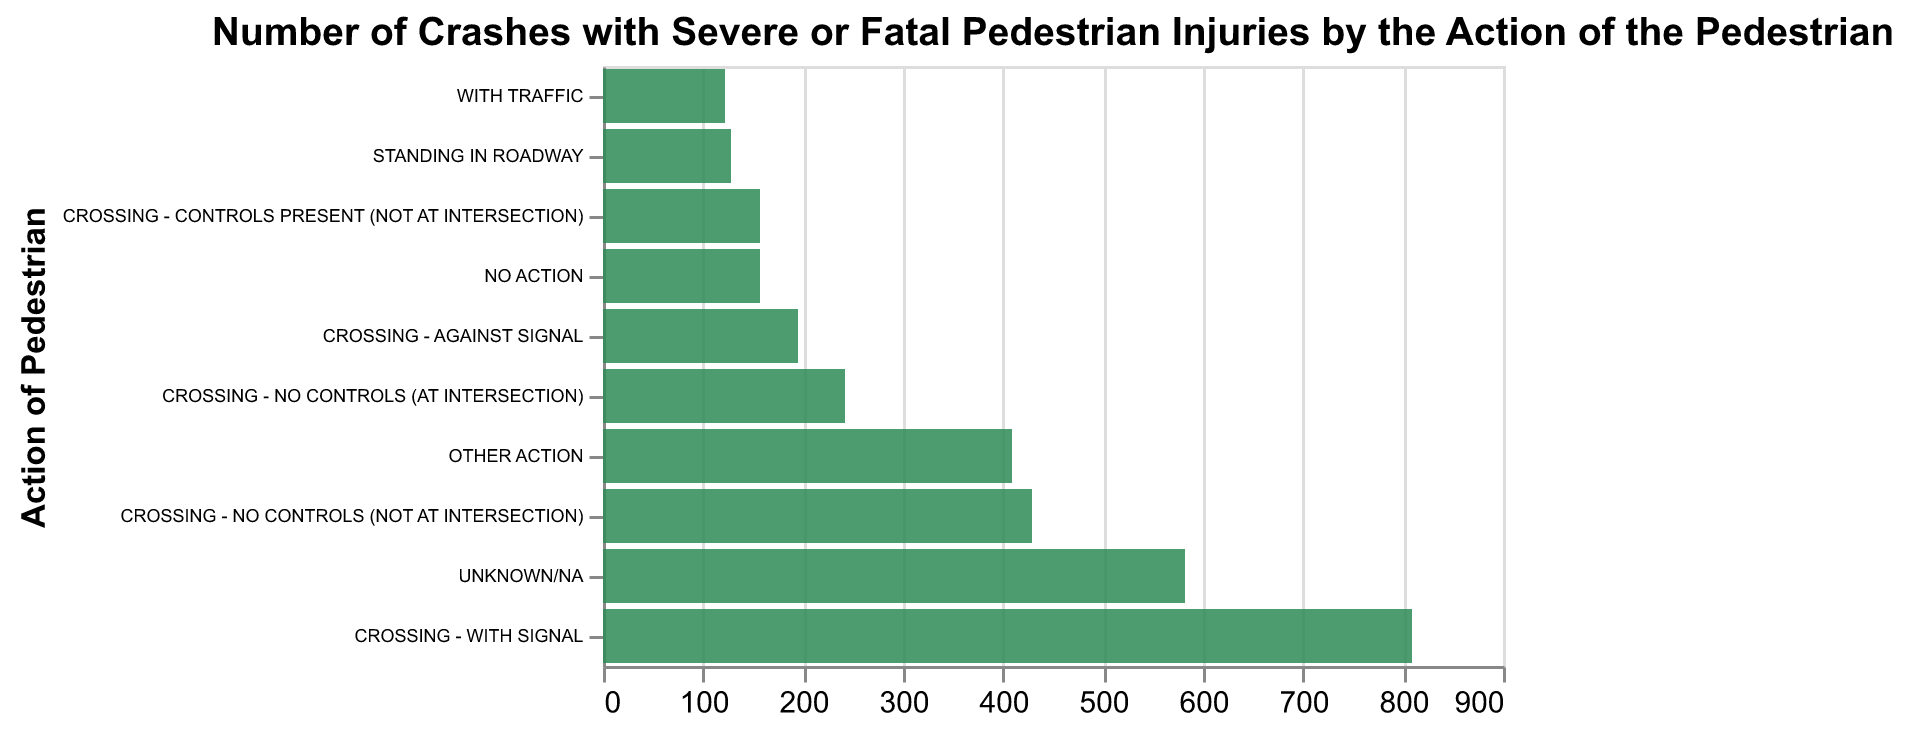 Number of Crashes with Severe or Fatal Pedestrian Injuries by the Action of the Pedestrian
Action of Pedestrian
WITH TRAFFIC
STANDING IN ROADWAY
CROSSING - CONTROLS PRESENT (NOT AT INTERSECTION)
NO ACTION
CROSSING - AGAINST SIGNAL
CROSSING - NO CONTROLS (AT INTERSECTION)
OTHER ACTION
CROSSING - NO CONTROLS (NOT AT INTERSECTION)
UNKNOWN/NA
CROSSING - WITH SIGNAL
0 100 200 300 400 500 600 700 800 900